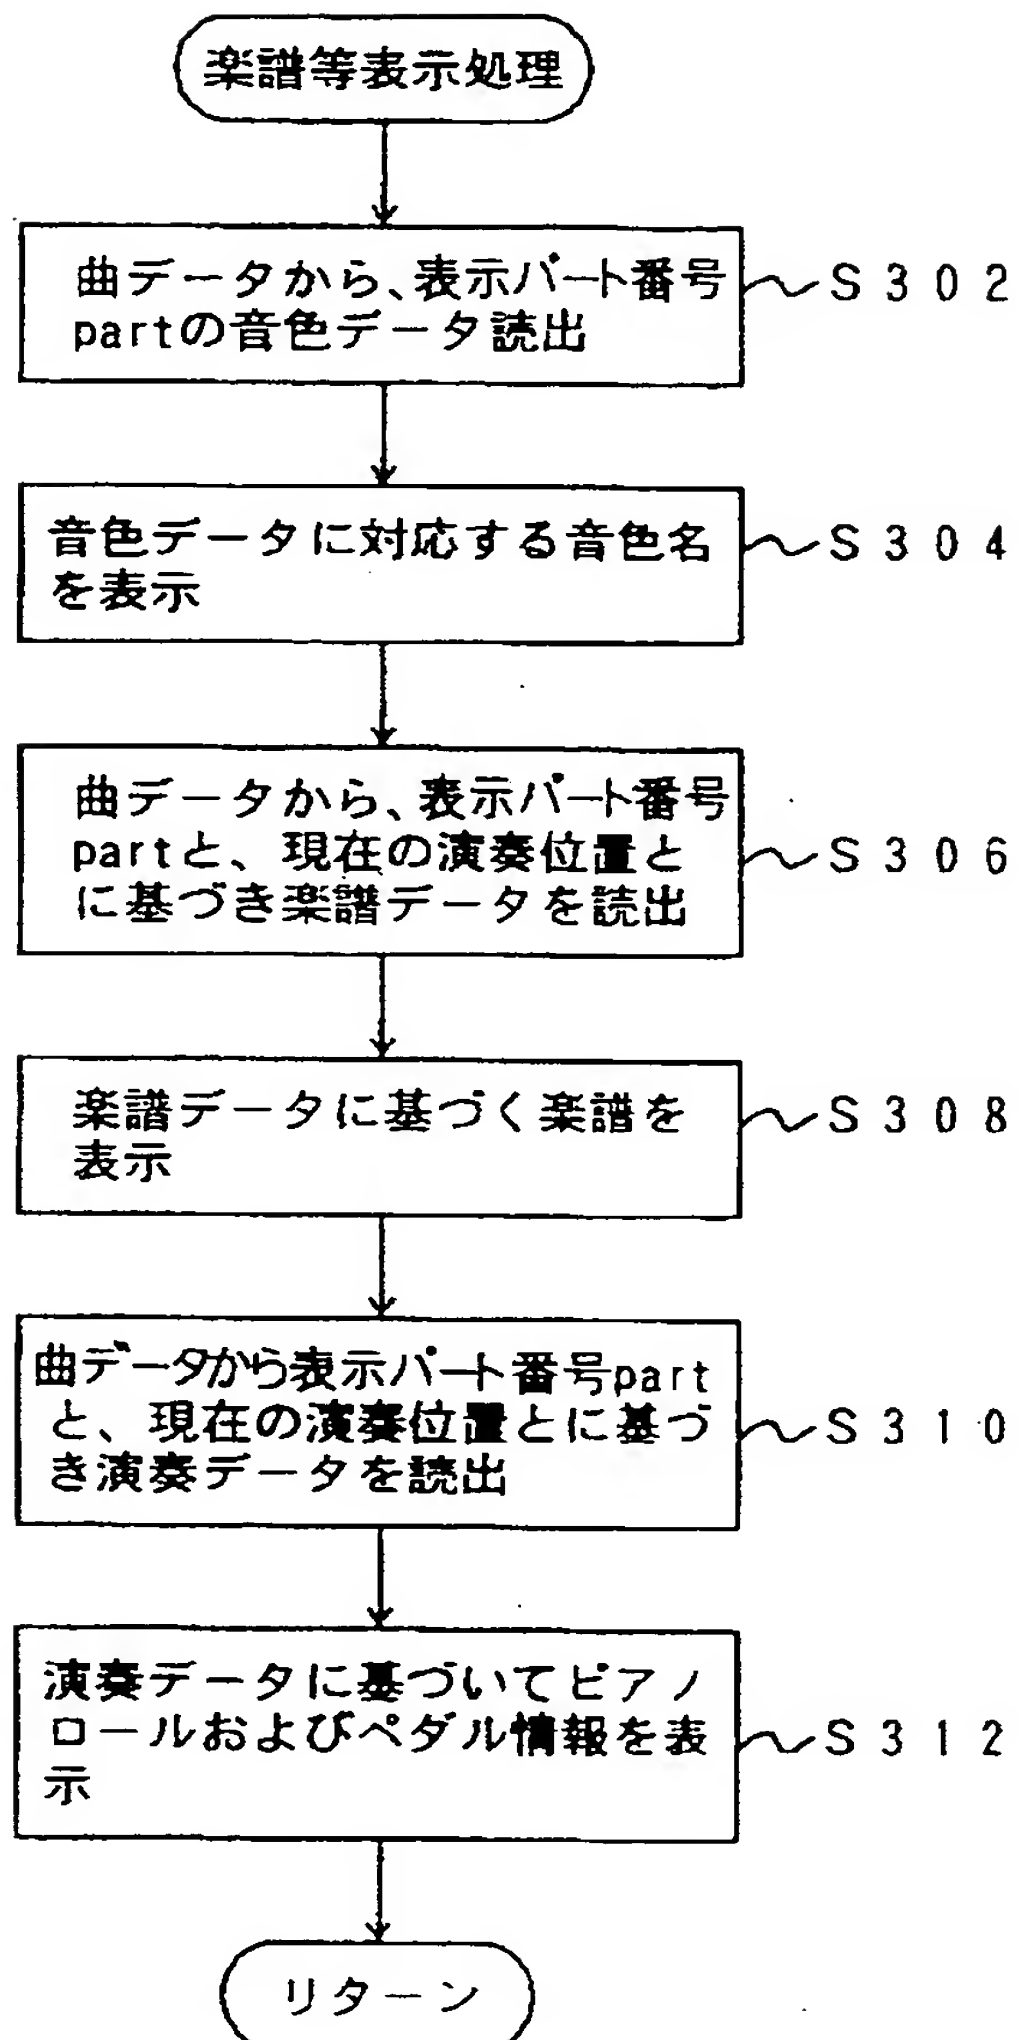 楽譜等表示処理
曲データから、表示パート番号
partの音色データ読出
S302
音色データに対応する音色名
を表示
S304
曲データから、表示パート番号
partと、現在の演奏位置と
に基づき楽譜データを読出
S306
楽譜データに基づく楽譜を
表示
S308
曲データから表示パート番号part
と、現在の演奏位置とに基づ
き演奏データを読出
S310
演奏データに基づいてピアノ
ロールおよびペダル情報を表
示
S312
リターン